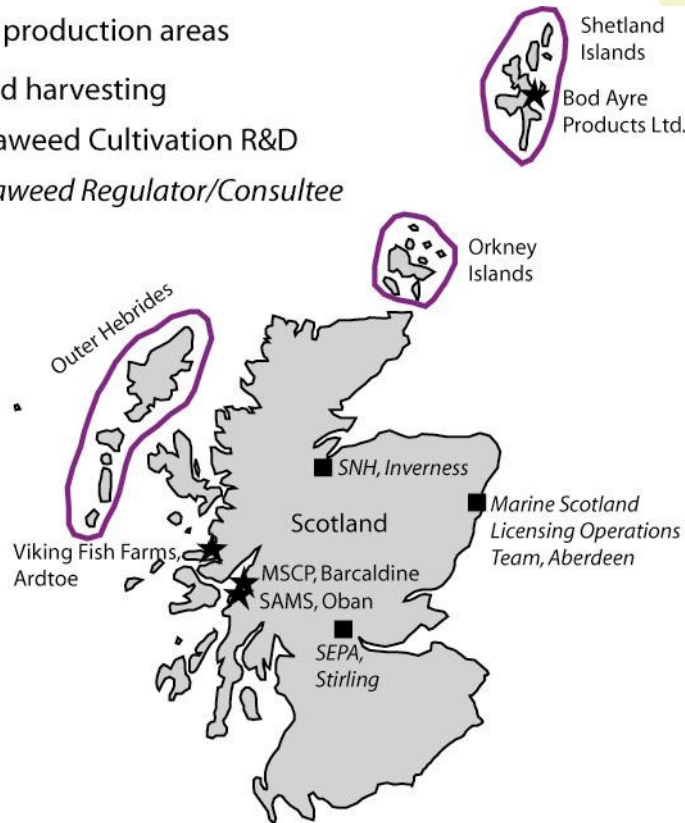 production areas
d harvesting
aweed Cultivation R&D
aweed Regulator/Consultee
Shetland
Islands
Bod Ayre
Products Ltd.
Orkney
Islands
Outer Hebrides
SNH, Inverness
Scotland
Marine Scotland
Licensing Operations
Team, Aberdeen
Viking Fish Farms,
Ardtoe
MSCP, Barcaldine
SAMS, Oban
SEPA,
Stirling